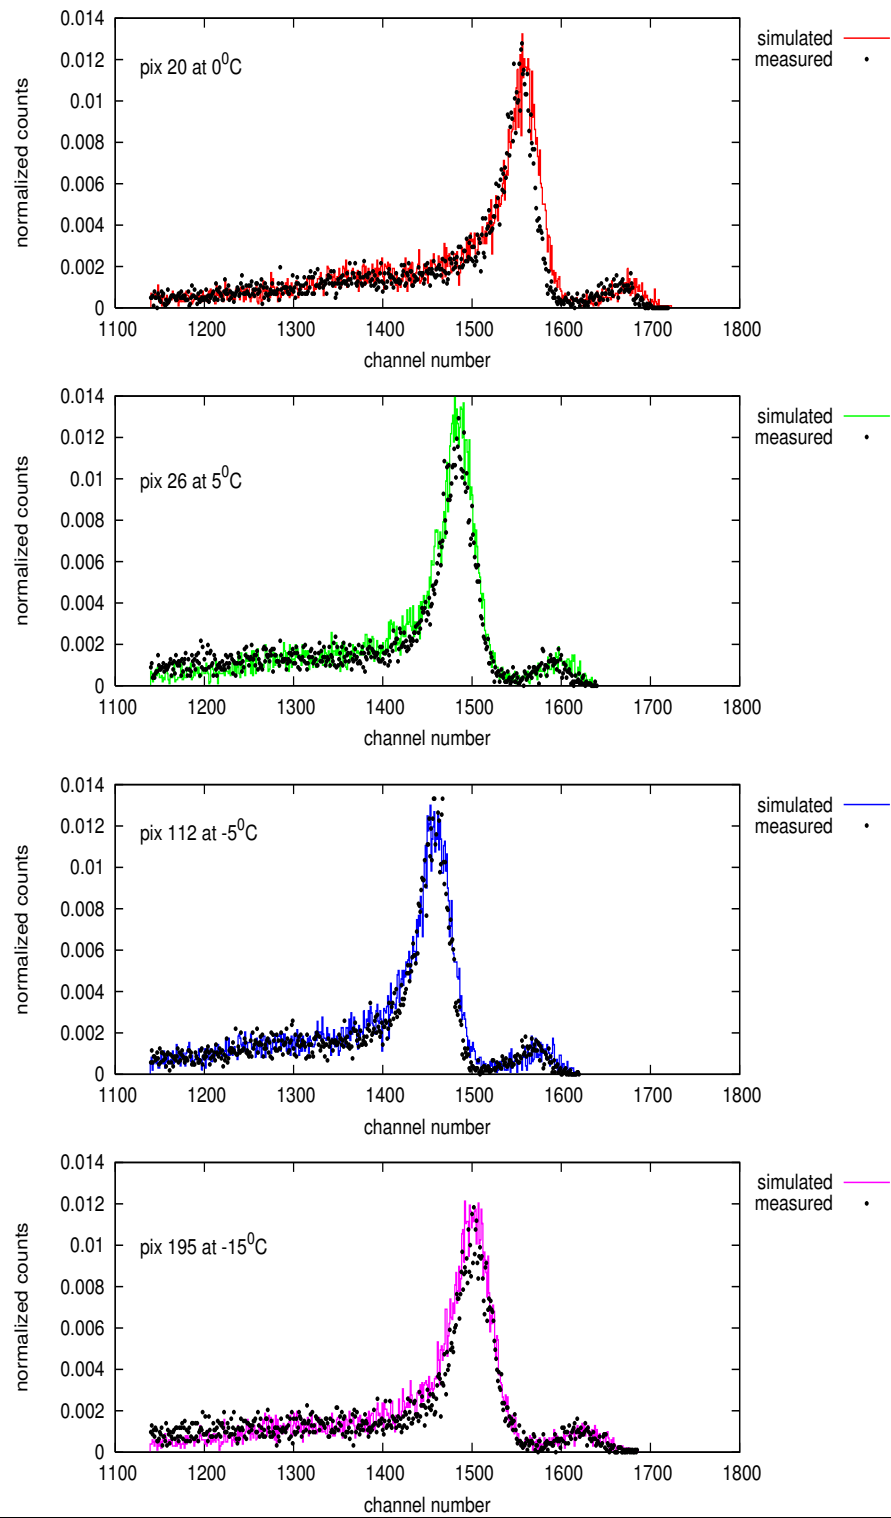 0.014
0.012
0.01
0.008
0.006
0.004
0.002
0
normalized counts
pix 20 at 0⁰C
simulated
measured
1100 1200 1300 1400 1500 1600 1700 1800
channel number
0.014
0.012
0.01
0.008
0.006
0.004
0.002
0
normalized counts
pix 26 at 5⁰C
simulated
measured
1100 1200 1300 1400 1500 1600 1700 1800
channel number
0.014
0.012
0.01
0.008
0.006
0.004
0.002
0
normalized counts
pix 112 at -5⁰C
simulated
measured
1100 1200 1300 1400 1500 1600 1700 1800
channel number
0.014
0.012
0.01
0.008
0.006
0.004
0.002
0
normalized counts
pix 195 at -15⁰C
simulated
measured
1100 1200 1300 1400 1500 1600 1700 1800
channel number